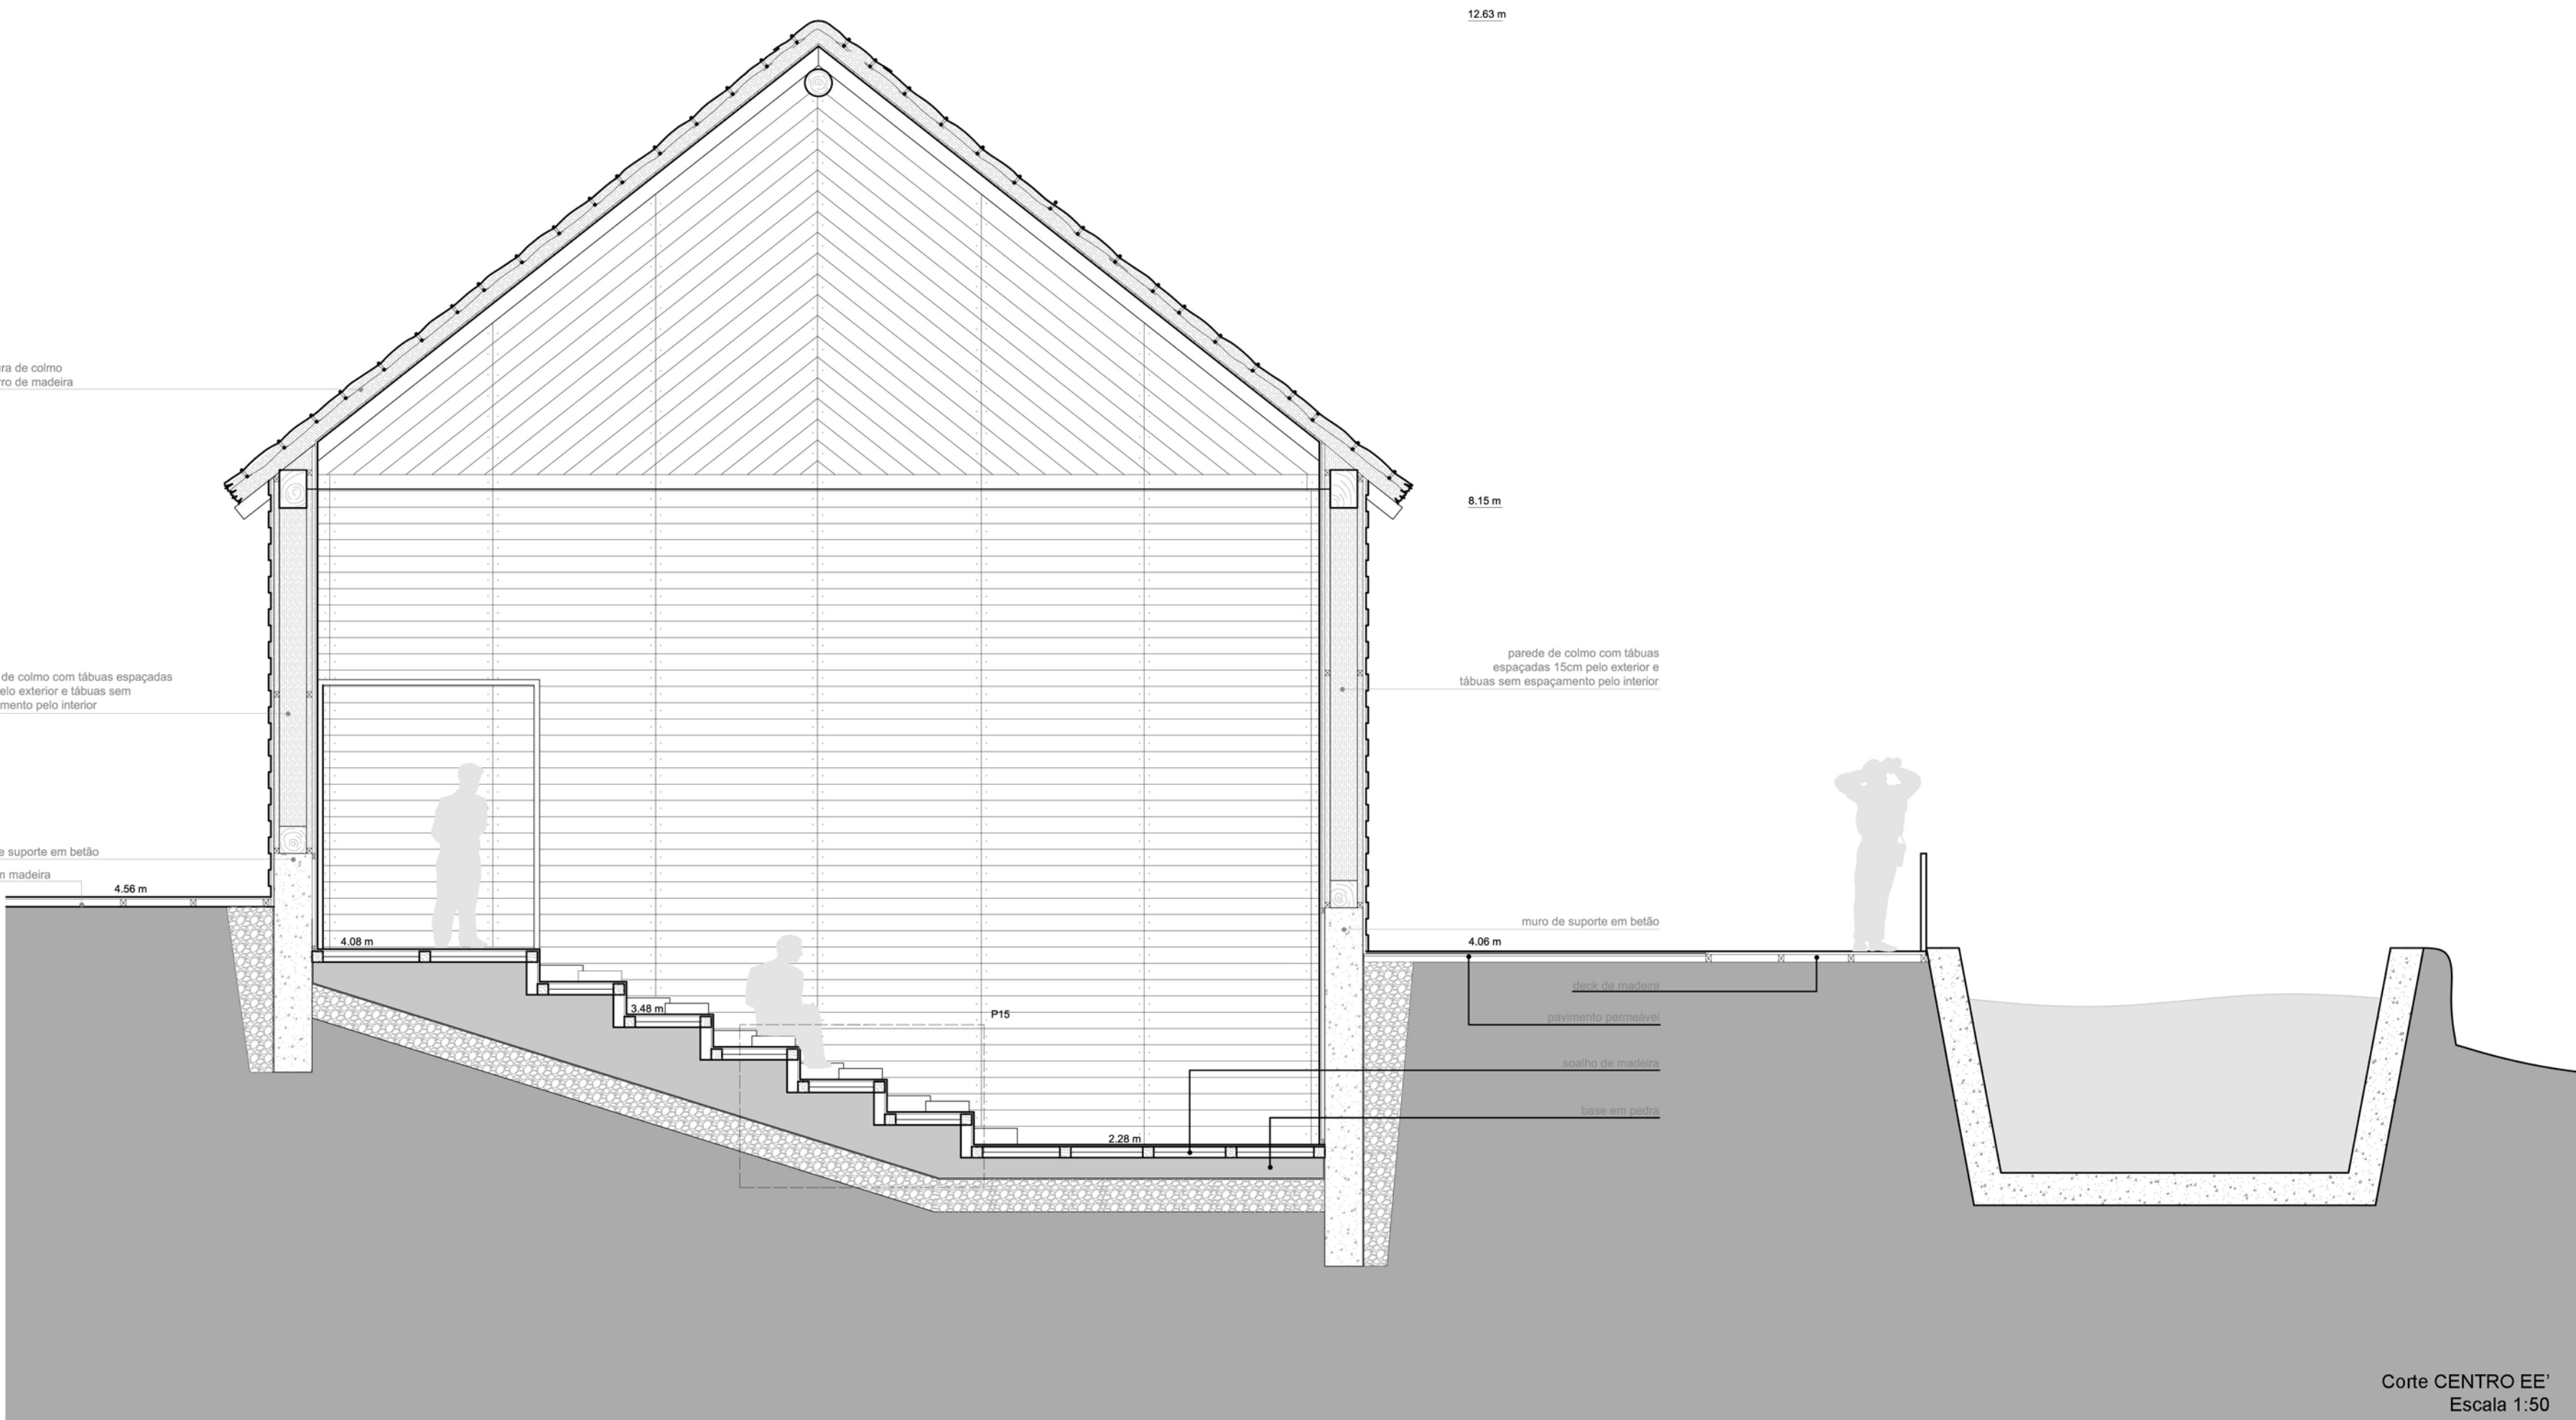 12.63 m
ra de colmo
ro de madeira
8.15 m
de colmo com tábuas espaçadas
elo exterior e tábuas sem
mento pelo interior
parede de colmo com tábuas
espaçadas 15cm pelo exterior e
tábuas sem espaçamento pelo interior
e suporte em betão
m madeira
4.56 m
4.08 m
muro de suporte em betão
4.06 m
deck de madeira
3.48 m
P15
pavimento permeável
soalho de madeira
base em pedra
2.28 m
Corte CENTRO EE'
Escala 1:50